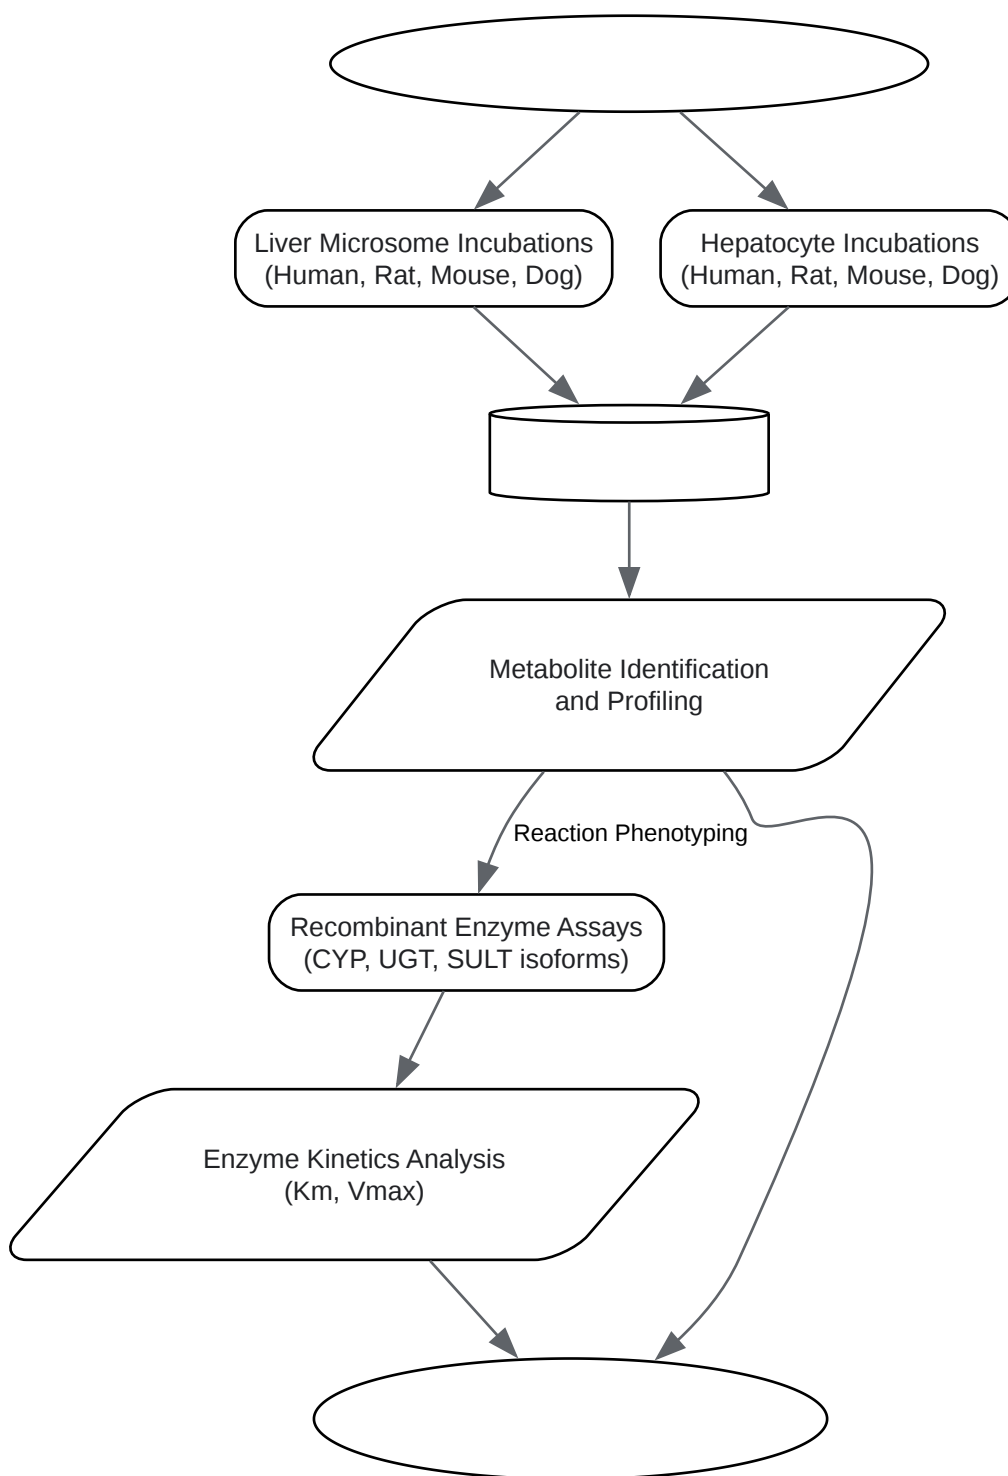 Liver Microsome Incubations
(Human, Rat, Mouse, Dog)
Hepatocyte Incubations
(Human, Rat, Mouse, Dog)
Metabolite Identification
and Profiling
Reaction Phenotyping
Recombinant Enzyme Assays
(CYP, UGT, SULT isoforms)
Enzyme Kinetics Analysis
(Km, Vmax)